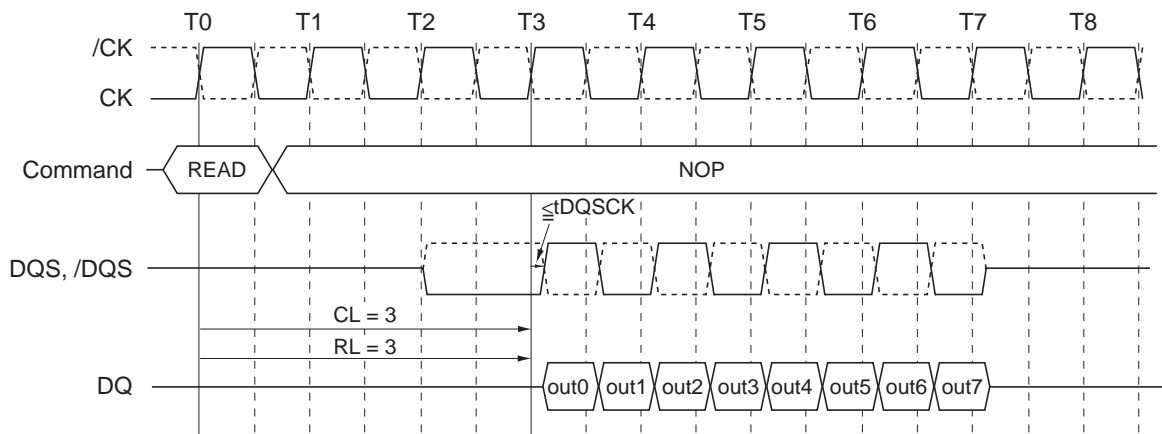 T0 T1 T2 T3 T4 T5 T6 T7 T8
/CK
CK
Command READ NOP
≦tDQSCK
DQS, /DQS
CL = 3
RL = 3
DQ out0 out1 out2 out3 out4 out5 out6 out7